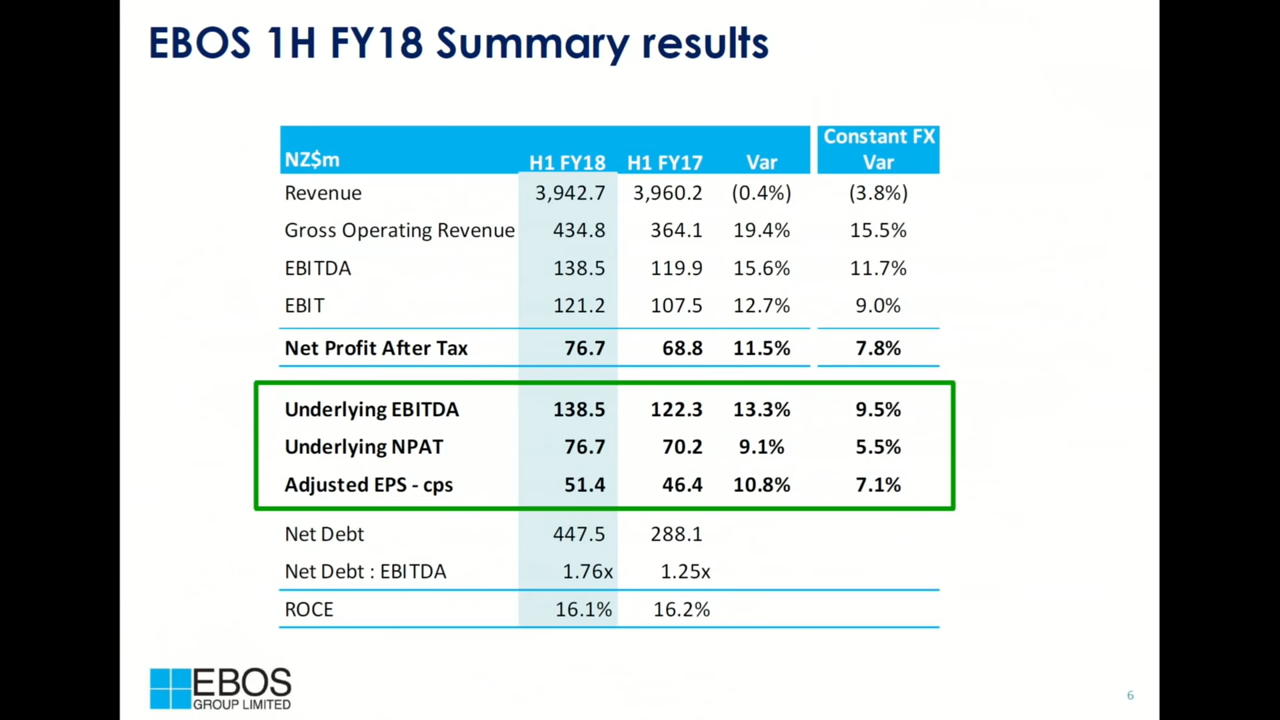 EBOS 1H FY18 Summary results
Constant FX
NZ$m H1 FY18 H1 FY17 Var Var
Revenue 3,942.7 3,960.2 (0.4%) (3.8%)
Gross Operating Revenue 434.8 364.1 19.4% 15.5%
EBITDA 138.5 119.9 15.6% 11.7%
EBIT 121.2 107.5 12.7% 9.0%
Net Profit After Tax 76.7 68.8 11.5% 7.8%
Underlying EBITDA 138.5 122.3 13.3% 9.5%
Underlying NPAT 76.7 70.2 9.1% 5.5%
Adjusted EPS - cps 51.4 46.4 10.8% 7.1%
Net Debt 447.5 288.1
Net Debt : EBITDA 1.76x 1.25x
ROCE 16.1% 16.2%
EBOS
GROUP LIMITED
6